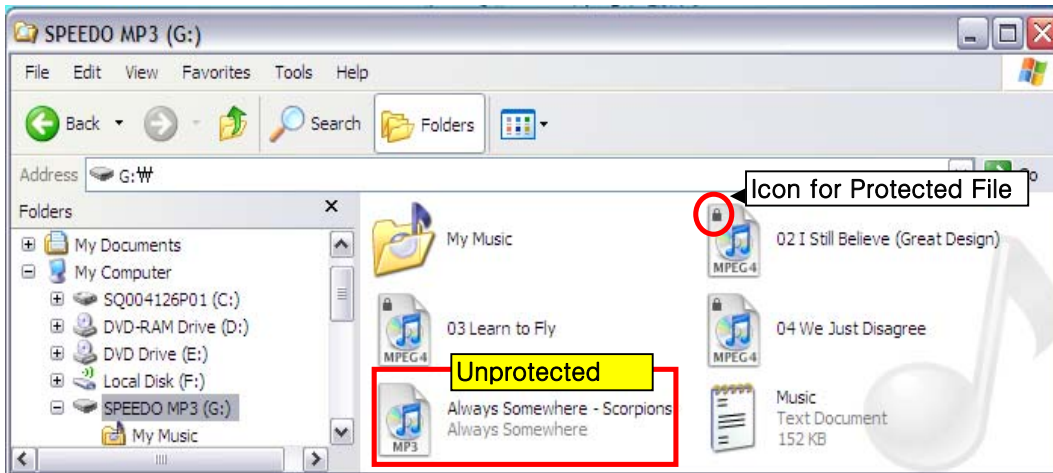 SPEEDO MP3 (G:)
File Edit View Favorites Tools Help
Back Search Folders
Address G:₩
Icon for Protected File
Folders
My Documents
My Computer
SQ004126P01 (C:)
DVD-RAM Drive (D:)
DVD Drive (E:)
Local Disk (F:)
SPEEDO MP3 (G:)
My Music
My Music
MPEG4
02 I Still Believe (Great Design)
MPEG4
03 Learn to Fly
MPEG4
04 We Just Disagree
Unprotected
MP3
Always Somewhere - Scorpions
Always Somewhere
Music
Text Document
152 KB